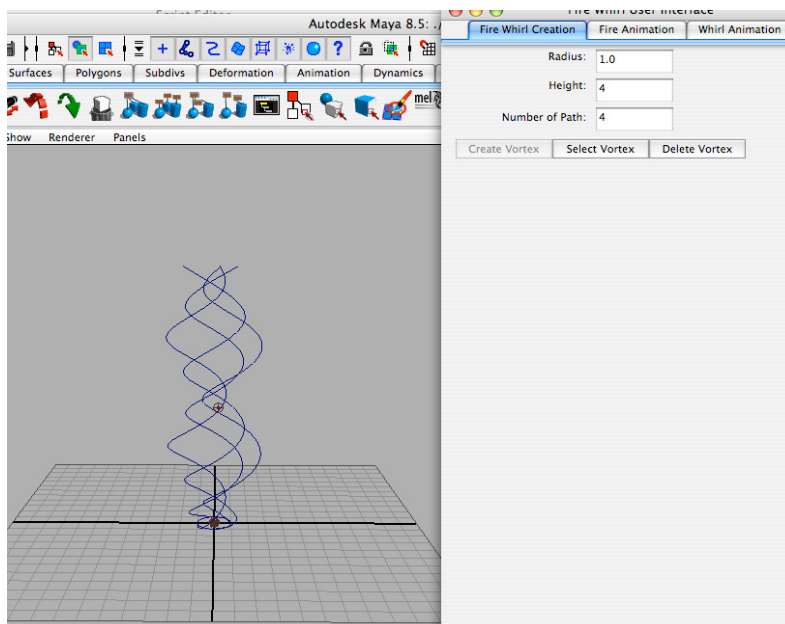 Script Editor
Autodesk Maya 8.5: ./
Surfaces Polygons Subdivs Deformation Animation Dynamics
mel
Show Renderer Panels
Fire Whirl User Interface
Fire Whirl Creation Fire Animation Whirl Animation
Radius: 1.0
Height: 4
Number of Path: 4
Create Vortex Select Vortex Delete Vortex